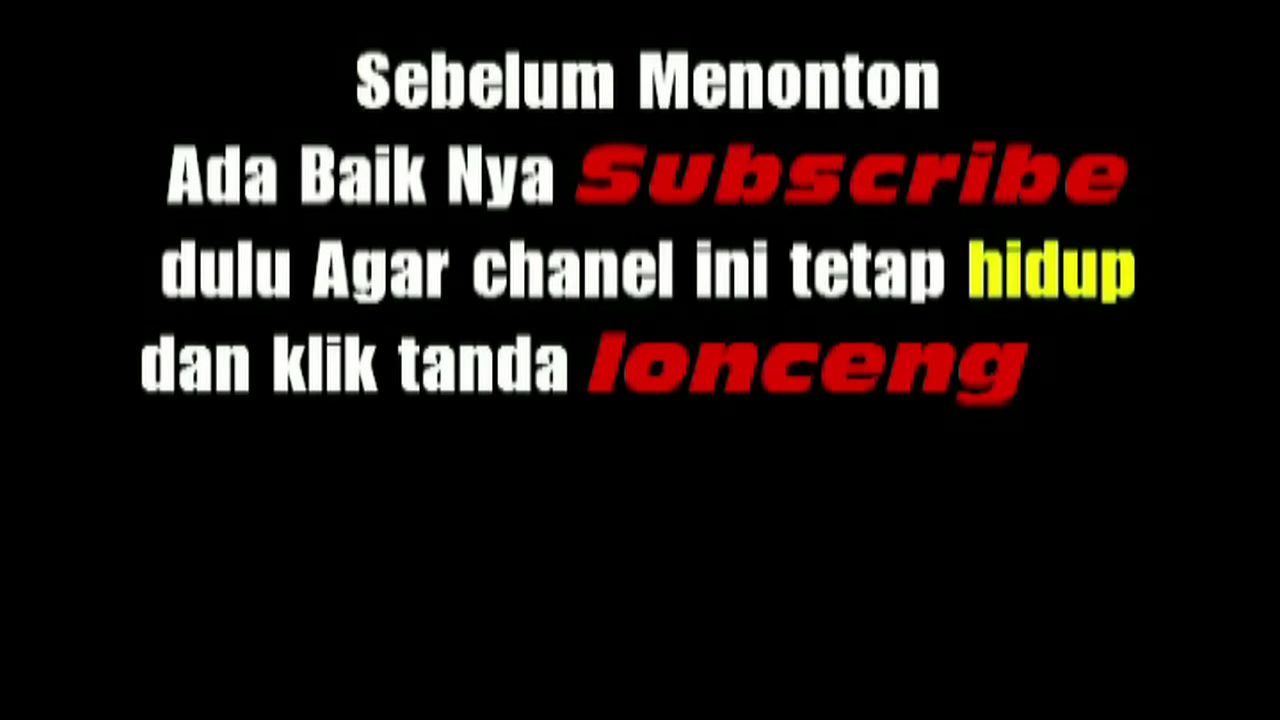 Sebelum Menonton
Ada Baik Nya Subscribe
dulu Agar chanel ini tetap hidup
dan klik tanda lonceng